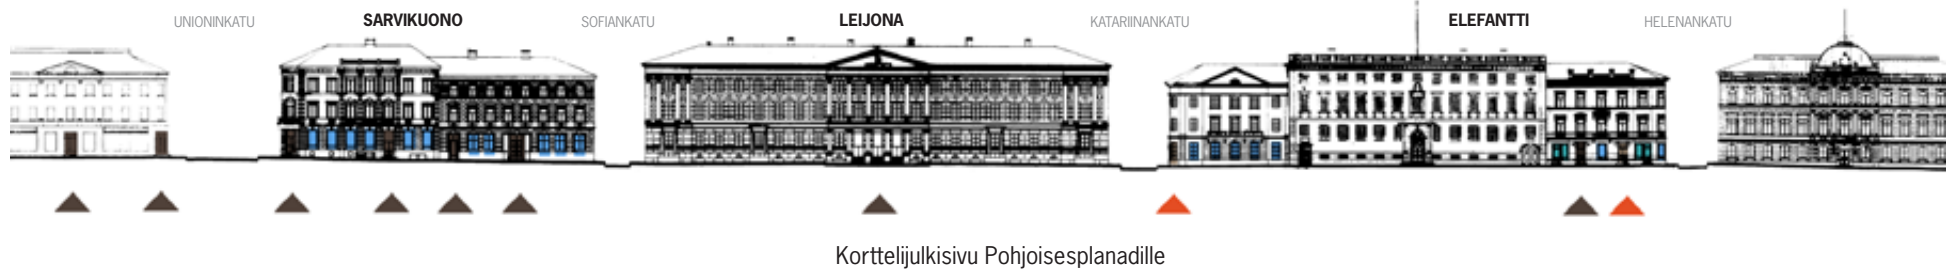 UNIONINKATU SARVIKUONO SOFIANKATU LEIJONA KATARIINANKATU ELEFANTTI HELENANKATU
Korttelijulkisivu Pohjoisesplanadille